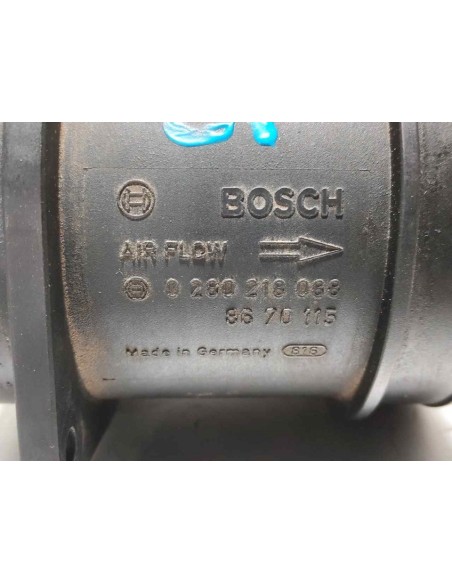 BOSCH
AIR FLOW
0 280 218 088
86 70 115
Made in Germany